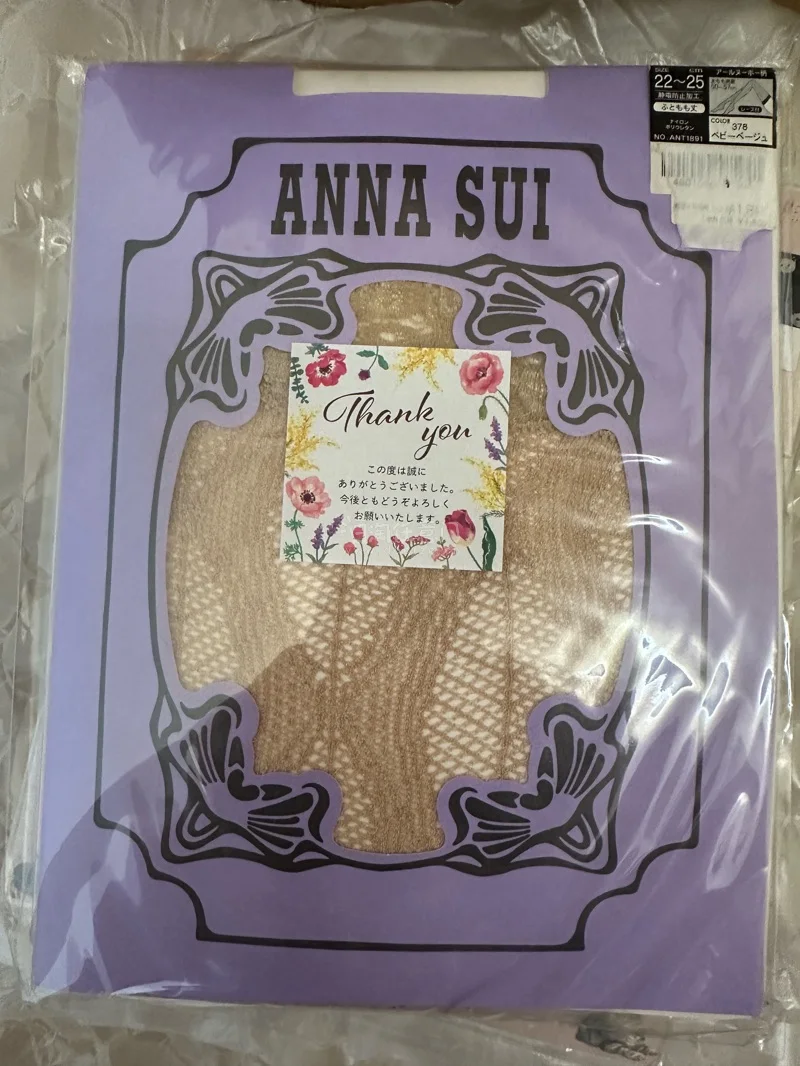 ANNA SUI
SIZE cm
22～25
静電防止加工
ふともも丈
ナイロン
ポリウレタン
NO. ANT1891
アールヌーボー柄
レース付
COLOR
378
ベビーベージュ
Thank
you
この度は誠に
ありがとうございました。
今後ともどうぞよろしく
お願いいたします。